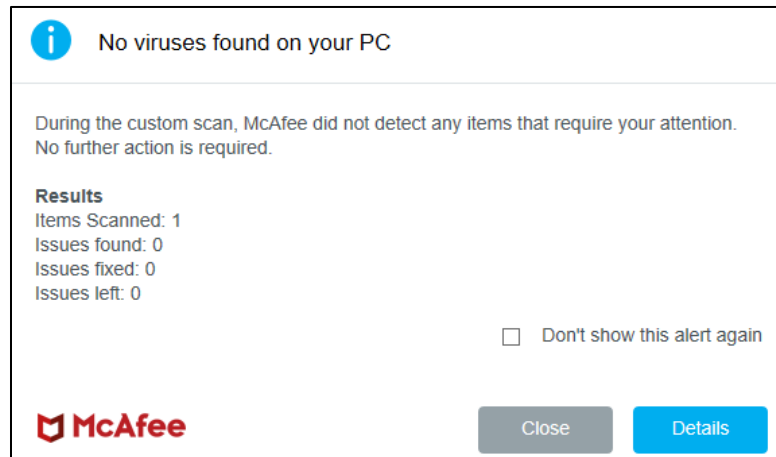 No viruses found on your PC
During the custom scan, McAfee did not detect any items that require your attention.
No further action is required.
Results
Items Scanned: 1
Issues found: 0
Issues fixed: 0
Issues left: 0
Don't show this alert again
McAfee
Close
Details